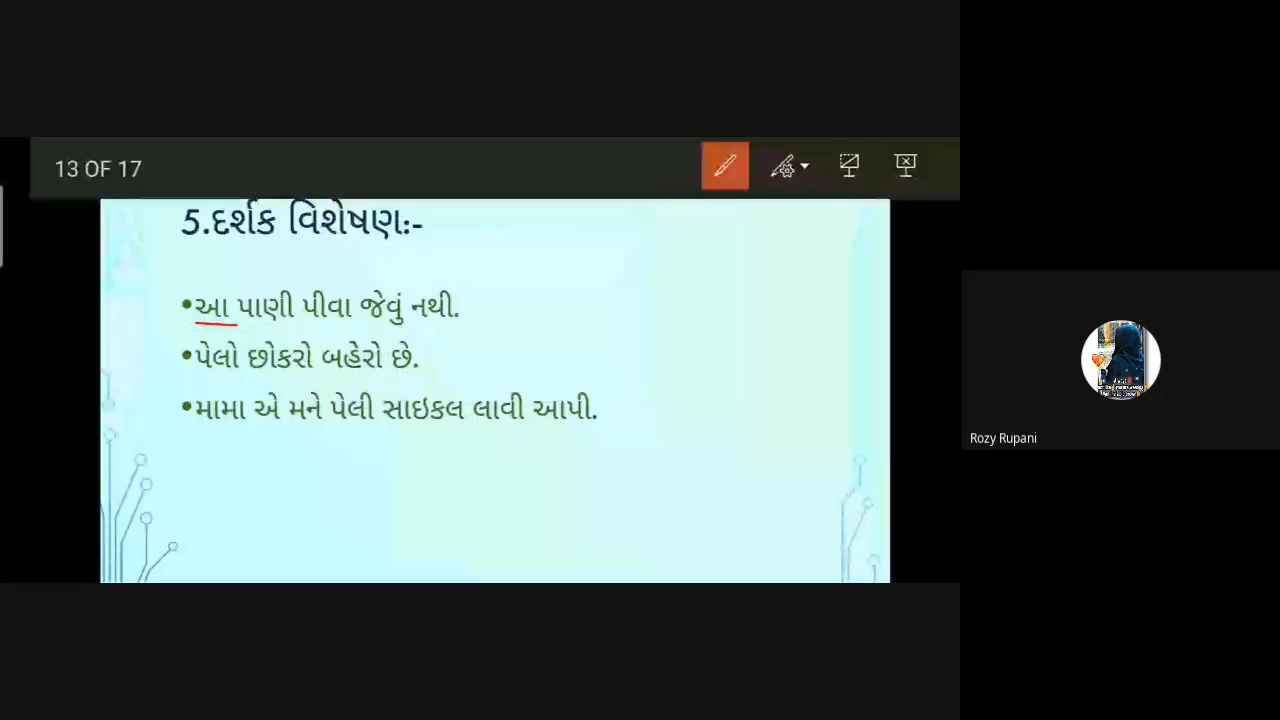 13 OF 17
5.દર્શક વિશેષણઃ-
•આ પાણી પીવા જેવું નથી.
•પેલો છોકરો બહેરો છે.
•મામા એ મને પેલી સાઇકલ લાવી આપી.
Rozy Rupani